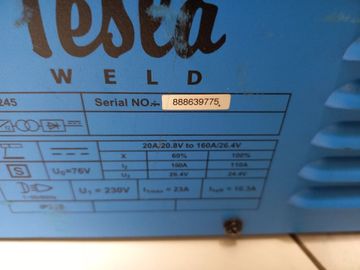 Tesla
WELD
245 Serial NO.: 888639775
20A/20.8V to 160A/26.4V
X 60% 100%
S U₀=76V I₂ 160A 110A
U₂ 26.4V 24.4V
U₁ = 230V I₁max = 23A I₁eff = 16.3A